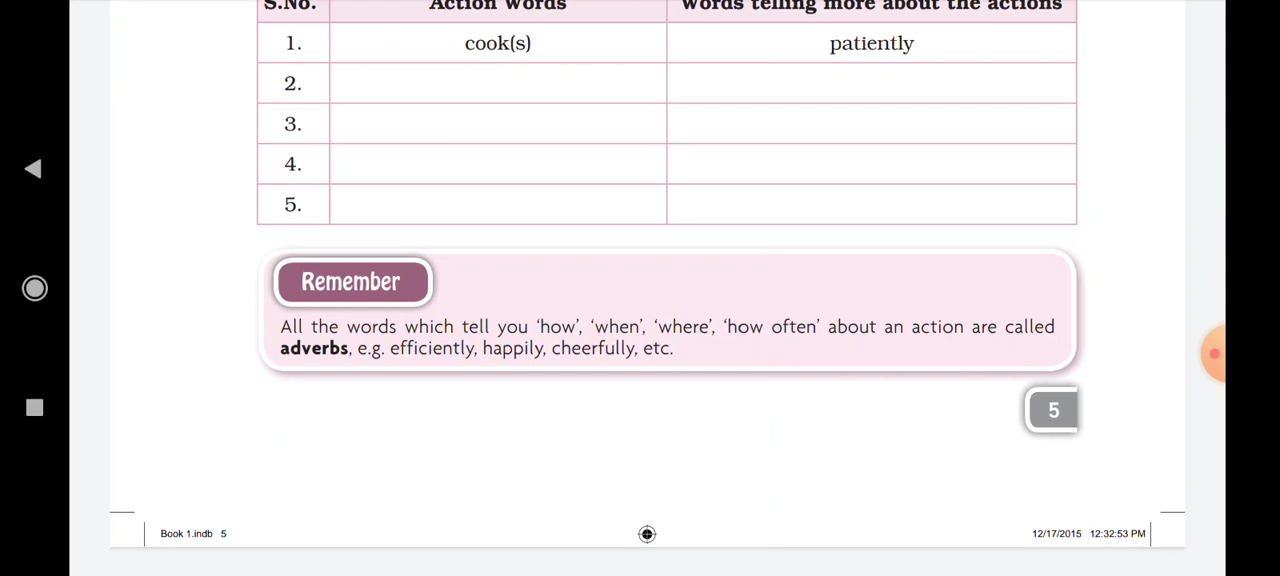 S.No. Action Words Words telling more about the actions
1. cook(s) patiently
2.
3.
4.
5.
Remember
All the words which tell you ‘how’, ‘when’, ‘where’, ‘how often’ about an action are called
adverbs, e.g. efficiently, happily, cheerfully, etc.
5
Book 1.indb 5 12/17/2015 12:32:53 PM